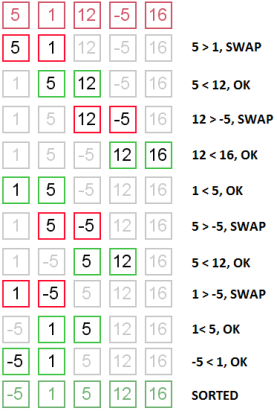 5 1 12 -5 16
5 1 12 -5 16 5 > 1, SWAP
1 5 12 -5 16 5 < 12, OK
1 5 12 -5 16 12 > -5, SWAP
1 5 -5 12 16 12 < 16, OK
1 5 -5 12 16 1 < 5, OK
1 5 -5 12 16 5 > -5, SWAP
1 -5 5 12 16 5 < 12, OK
1 -5 5 12 16 1 > -5, SWAP
-5 1 5 12 16 1< 5, OK
-5 1 5 12 16 -5 < 1, OK
-5 1 5 12 16 SORTED